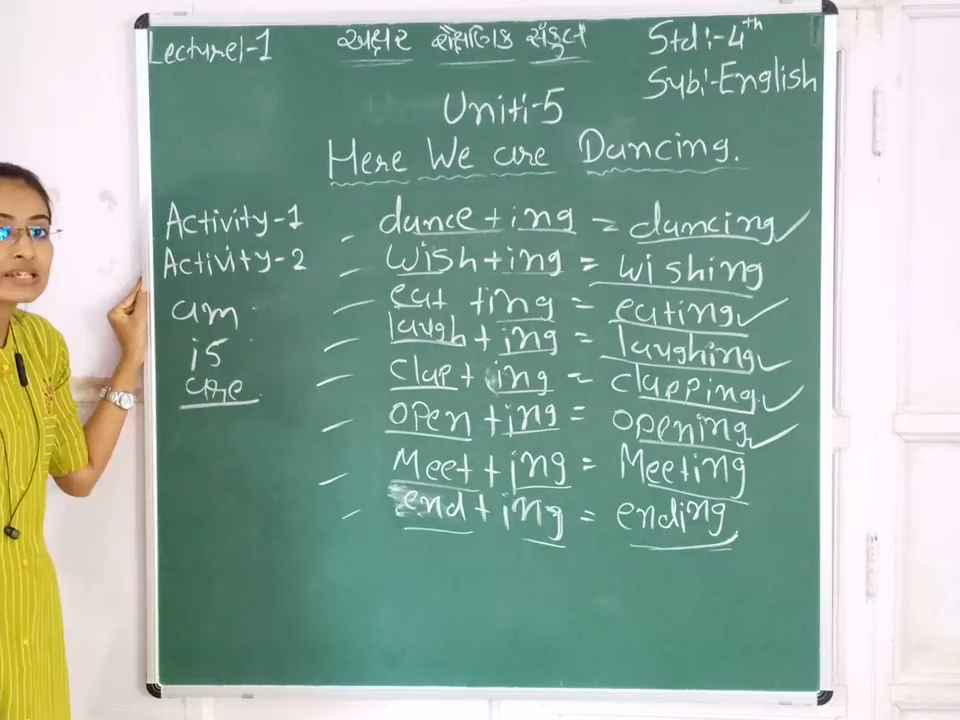 Lecture:-1
અક્ષર શૈક્ષણિક સંકુલ
Std:-4th
Sub:-English
Unit:-5
Here We are Dancing.
Activity-1
Activity-2
am
is
are
- dance + ing = dancing ✓
- wish + ing = wishing
- eat + ing = eating ✓
- laugh + ing = laughing ✓
- clap + ing = clapping ✓
- open + ing = opening ✓
- Meet + ing = Meeting
- end + ing = ending